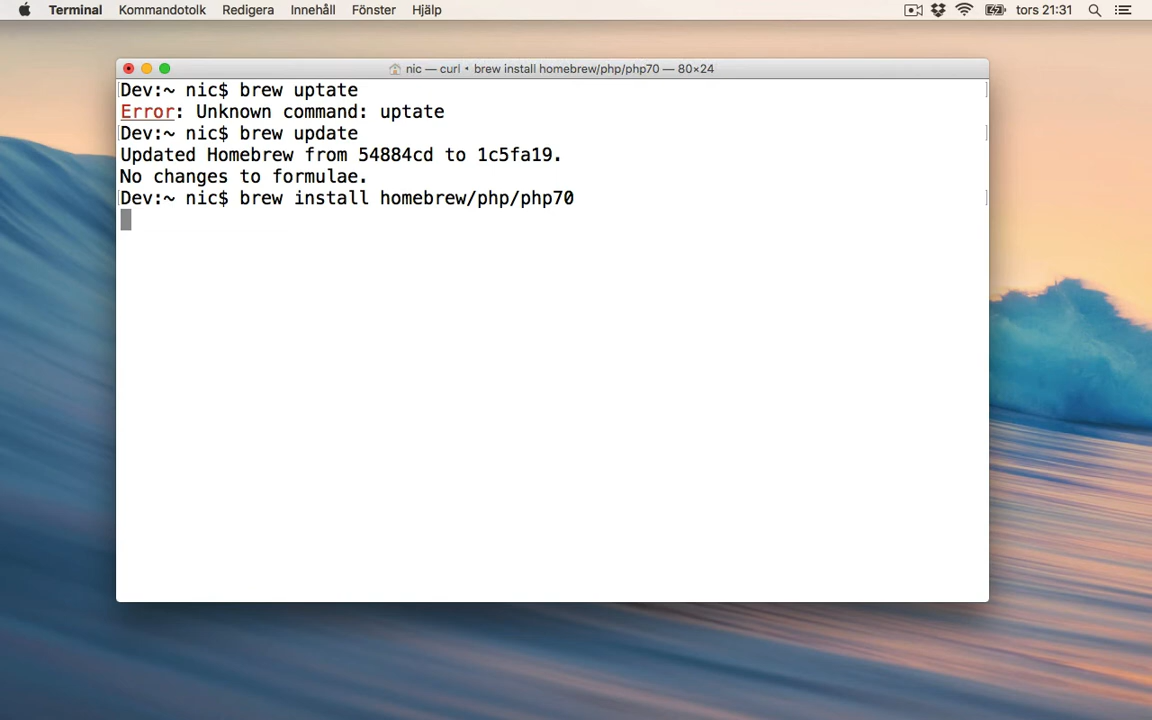 Terminal Kommandotolk Redigera Innehåll Fönster Hjälp tors 21:31
nic — curl • brew install homebrew/php/php70 — 80×24
Dev:~ nic$ brew uptate
Error: Unknown command: uptate
Dev:~ nic$ brew update
Updated Homebrew from 54884cd to 1c5fa19.
No changes to formulae.
Dev:~ nic$ brew install homebrew/php/php70